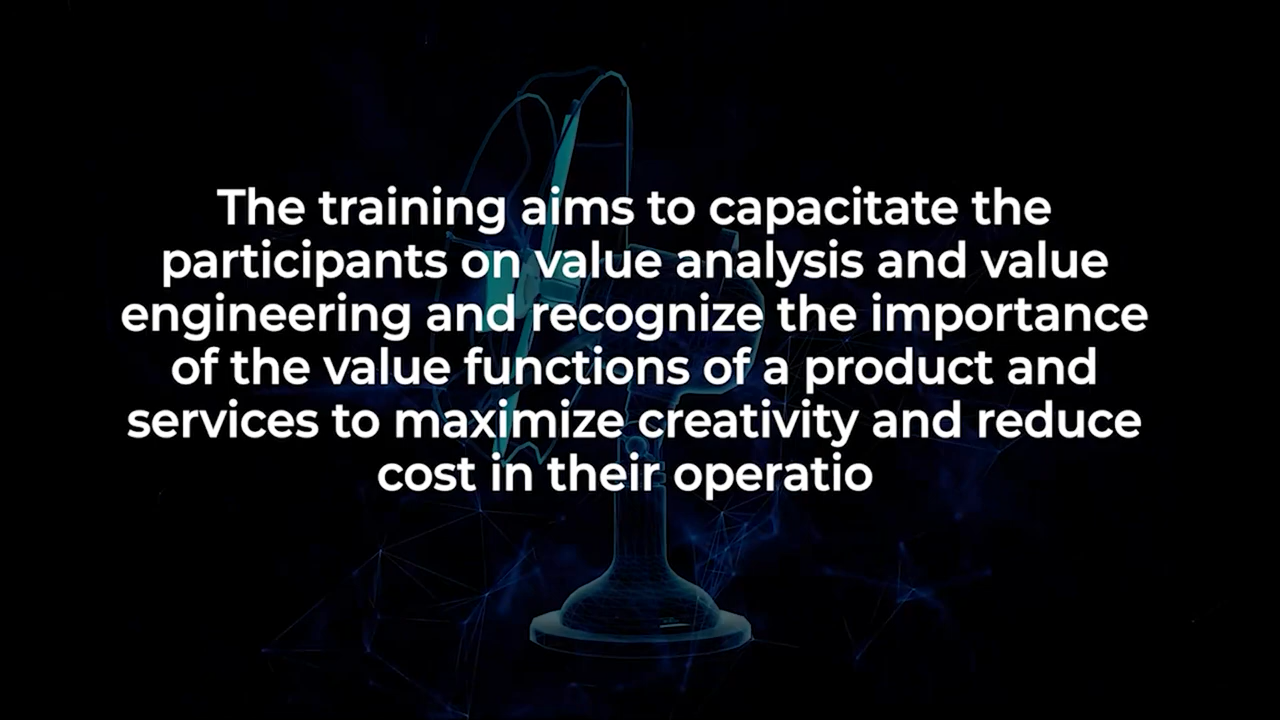 The training aims to capacitate the
participants on value analysis and value
engineering and recognize the importance
of the value functions of a product and
services to maximize creativity and reduce
cost in their operatio